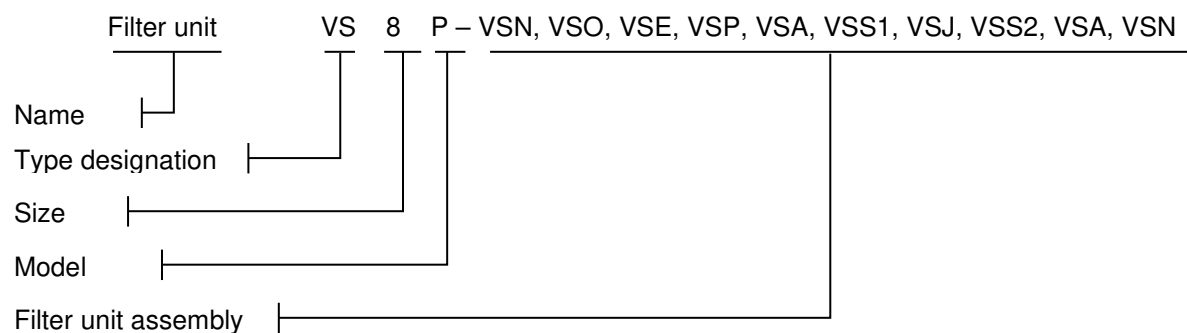 Filter unit VS 8 P – VSN, VSO, VSE, VSP, VSA, VSS1, VSJ, VSS2, VSA, VSN
Name
Type designation
Size
Model
Filter unit assembly